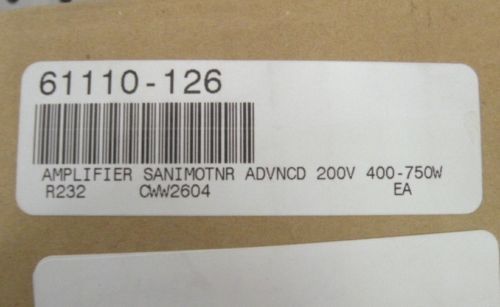 61110-126
AMPLIFIER SANIMOTNR ADVNCD 200V 400-750W
R232 CWW2604 EA